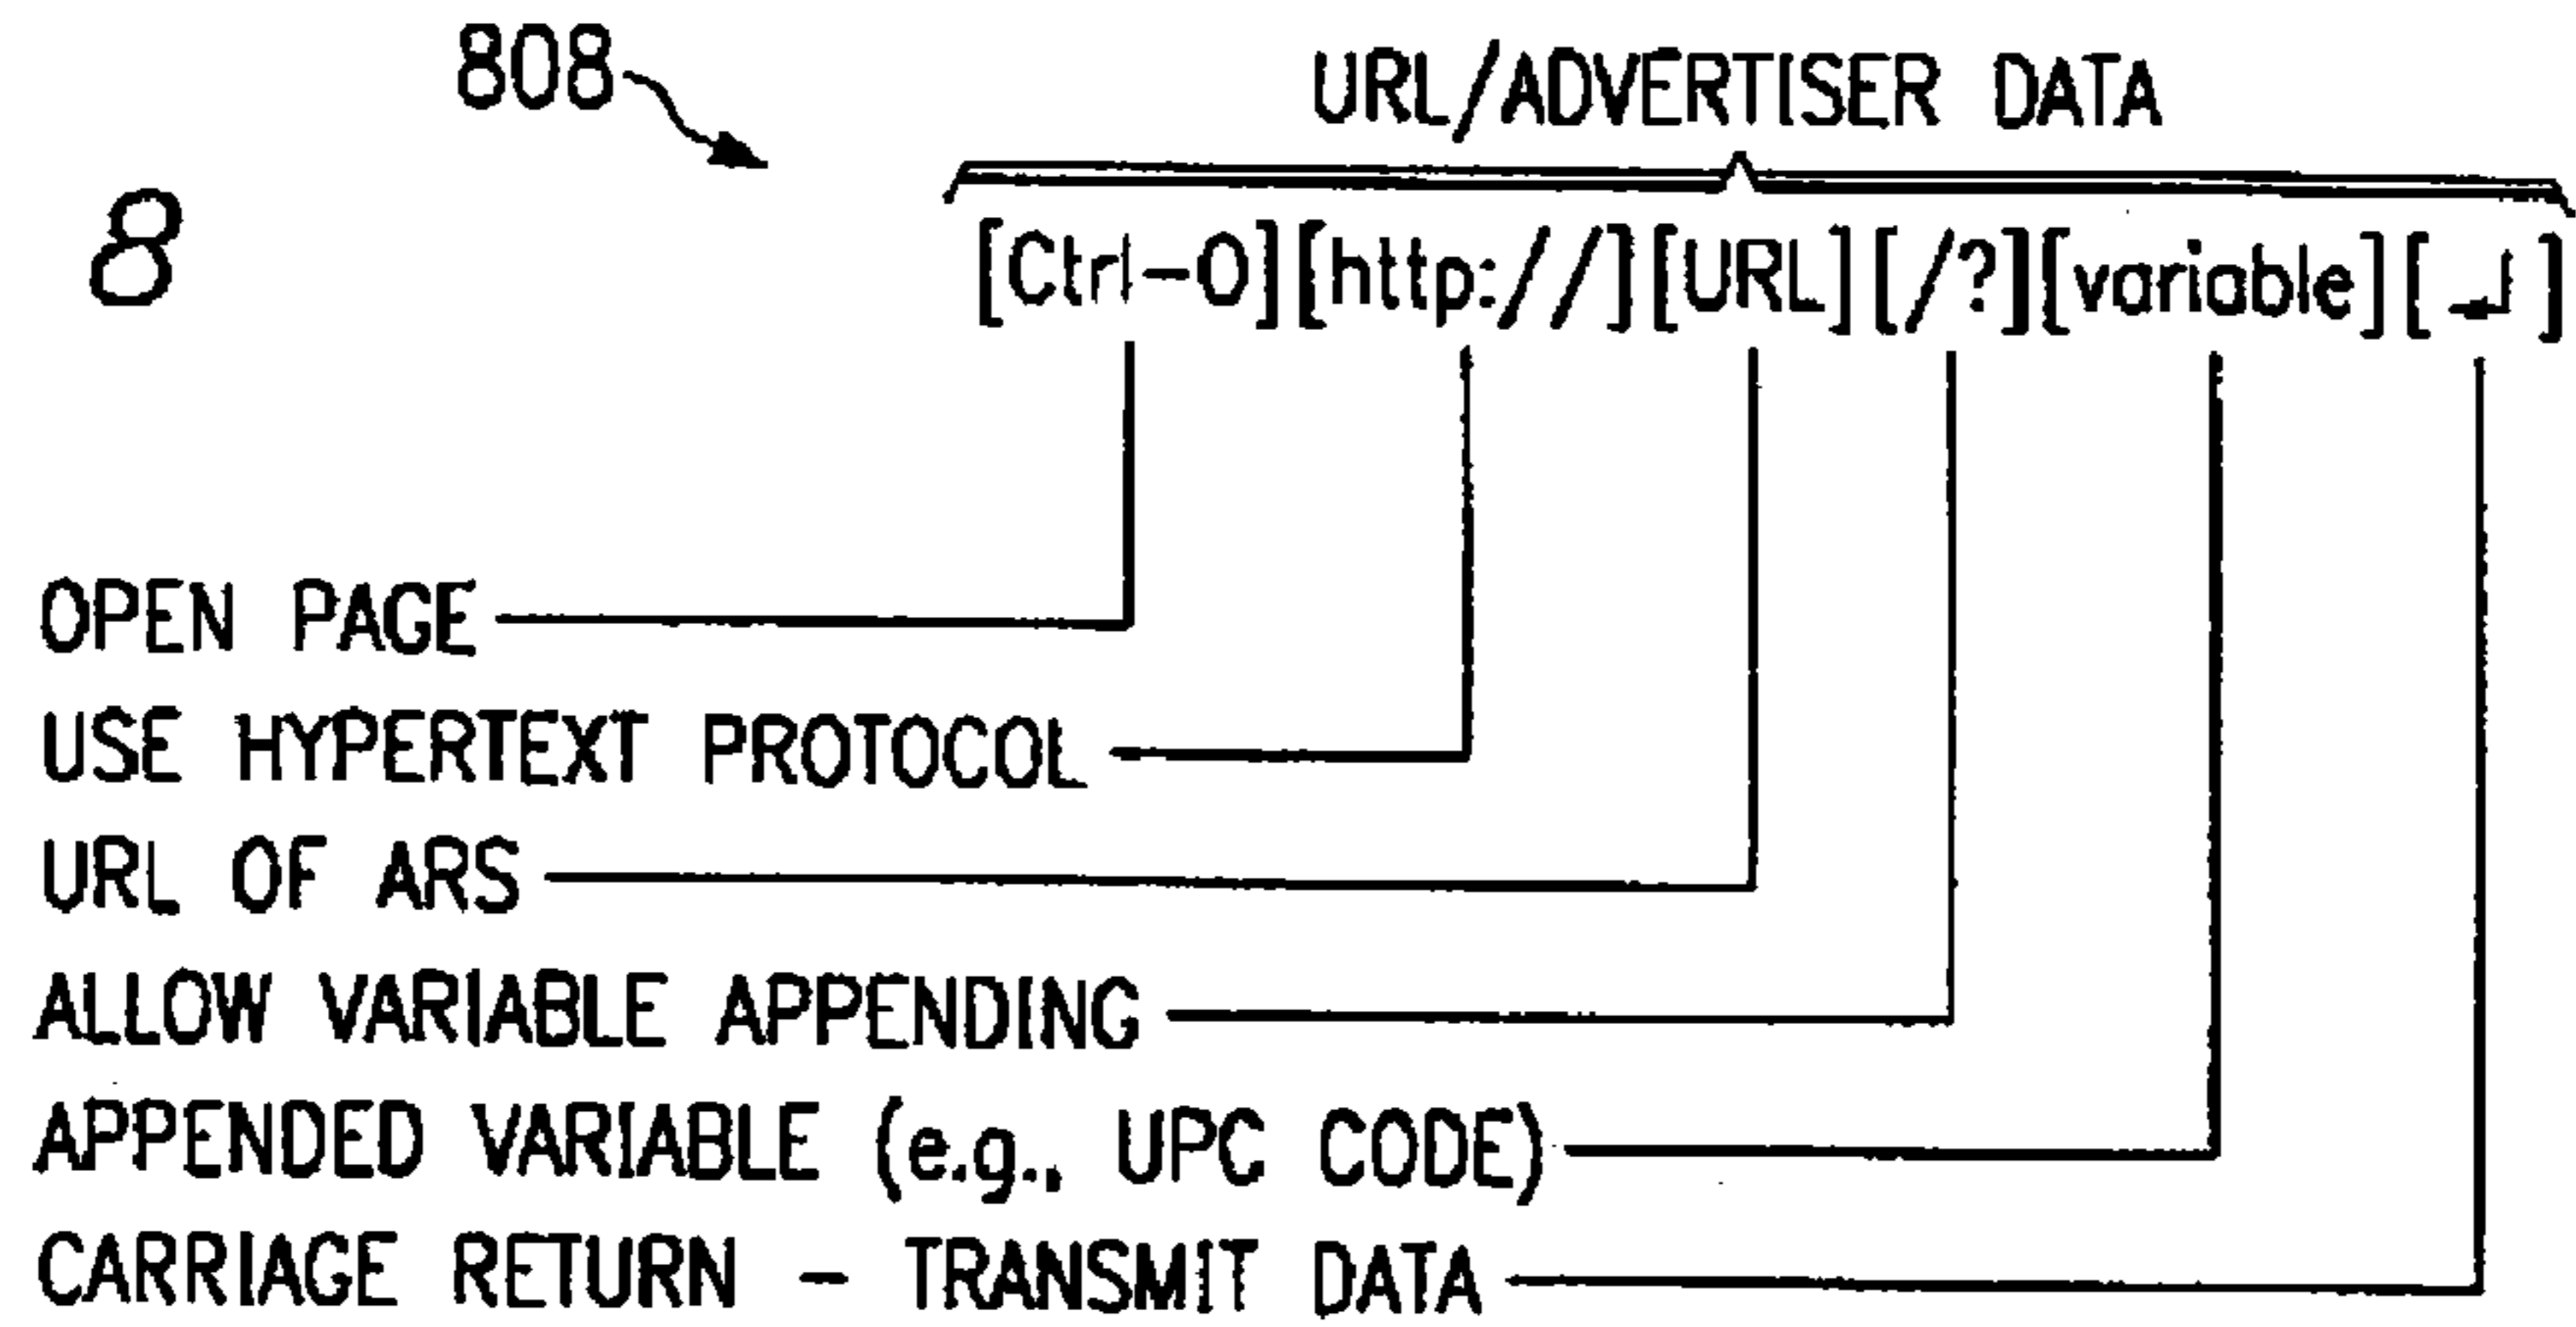 808
URL/ADVERTISER DATA
8
[Ctrl-O][http://][URL][/?][variable][↵]
OPEN PAGE
USE HYPERTEXT PROTOCOL
URL OF ARS
ALLOW VARIABLE APPENDING
APPENDED VARIABLE (e.g., UPC CODE)
CARRIAGE RETURN - TRANSMIT DATA